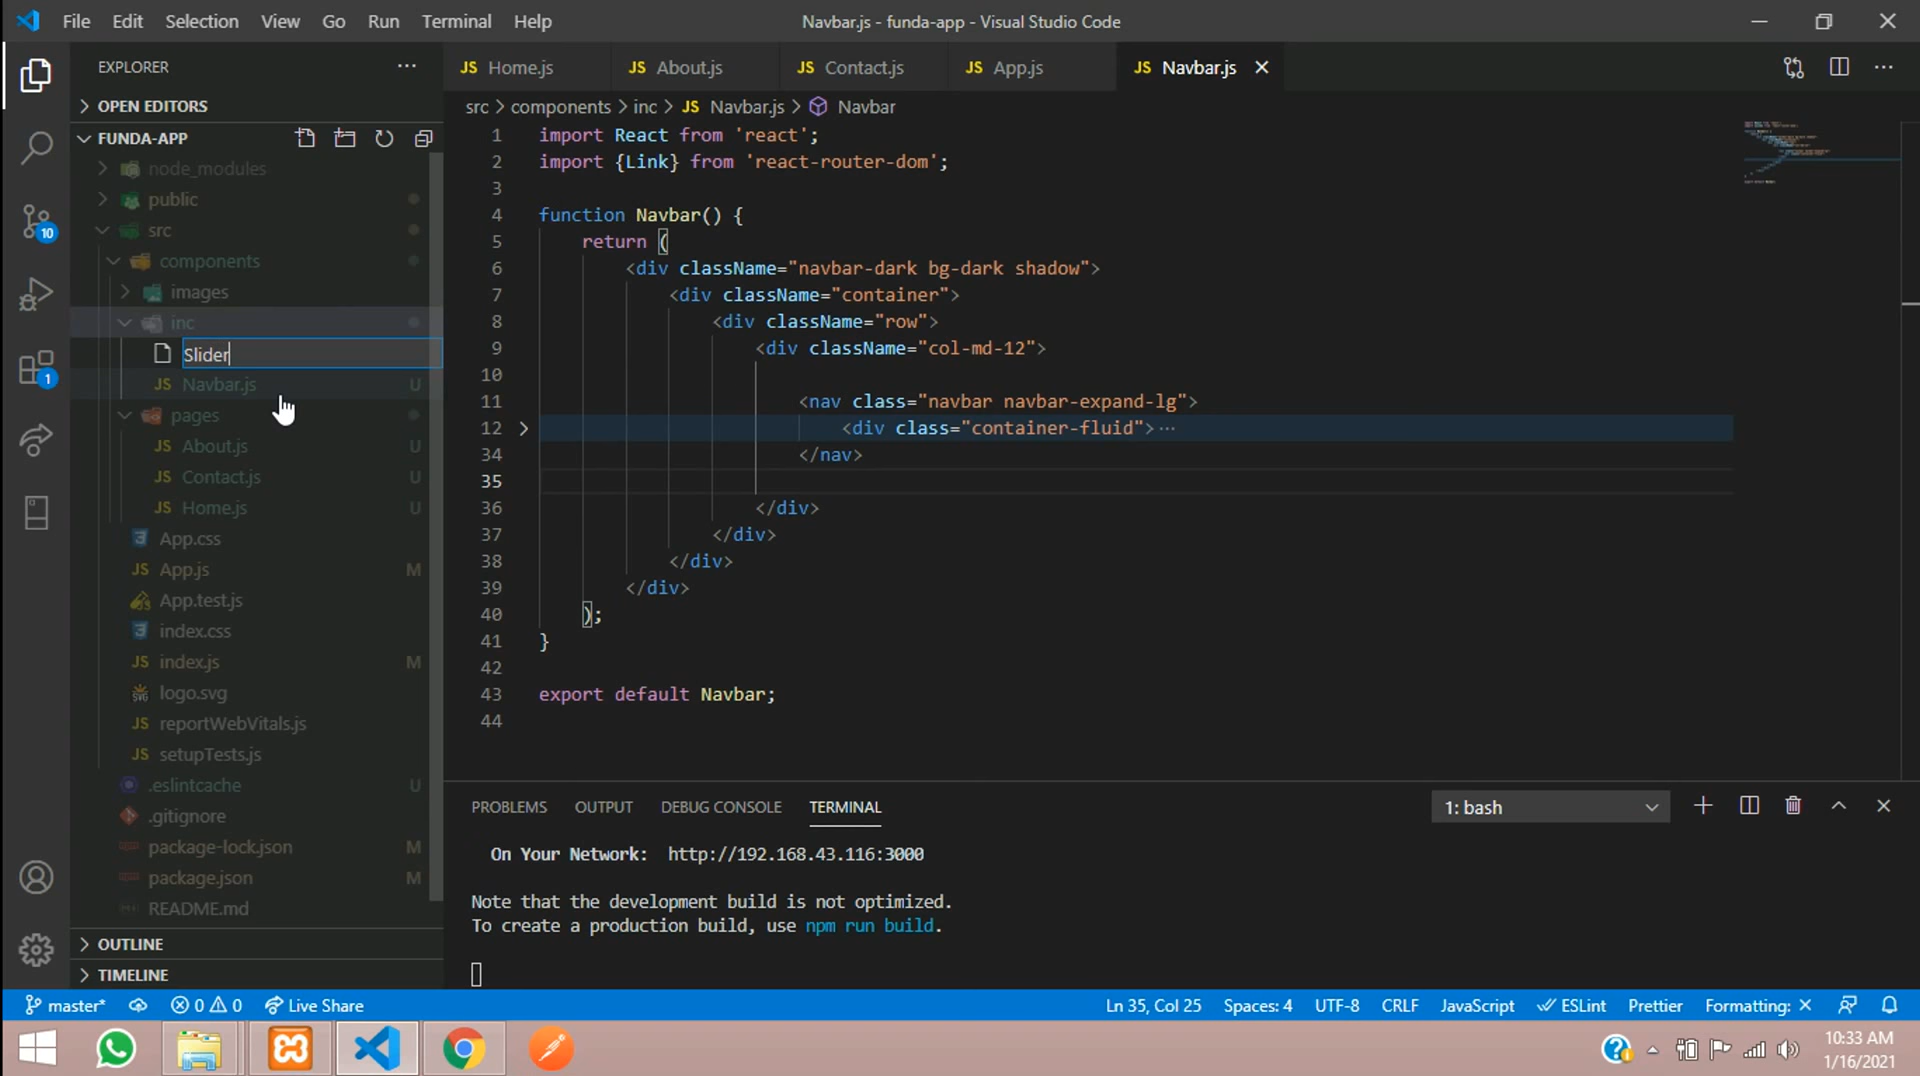 File Edit Selection View Go Run Terminal Help
Navbar.js - funda-app - Visual Studio Code
EXPLORER
OPEN EDITORS
FUNDA-APP
node_modules
public
src
components
images
inc
Slider
Navbar.js U
pages
About.js U
Contact.js U
Home.js U
App.css
App.js M
App.test.js
index.css
index.js M
logo.svg
reportWebVitals.js
setupTests.js
.eslintcache U
.gitignore
package-lock.json M
package.json M
README.md
OUTLINE
TIMELINE
10
1
JS Home.js JS About.js JS Contact.js JS App.js JS Navbar.js
src > components > inc > JS Navbar.js > Navbar
1 import React from 'react';
2 import {Link} from 'react-router-dom';
3
4 function Navbar() {
5 return (
6 <div className="navbar-dark bg-dark shadow">
7 <div className="container">
8 <div className="row">
9 <div className="col-md-12">
10
11 <nav class="navbar navbar-expand-lg">
12 <div class="container-fluid">···
34 </nav>
35
36 </div>
37 </div>
38 </div>
39 </div>
40 );
41 }
42
43 export default Navbar;
44
PROBLEMS OUTPUT DEBUG CONSOLE TERMINAL
1: bash
On Your Network: http://192.168.43.116:3000
Note that the development build is not optimized.
To create a production build, use npm run build.
master* 0 0 Live Share
Ln 35, Col 25 Spaces: 4 UTF-8 CRLF JavaScript ESLint Prettier Formatting: ×
10:33 AM
1/16/2021